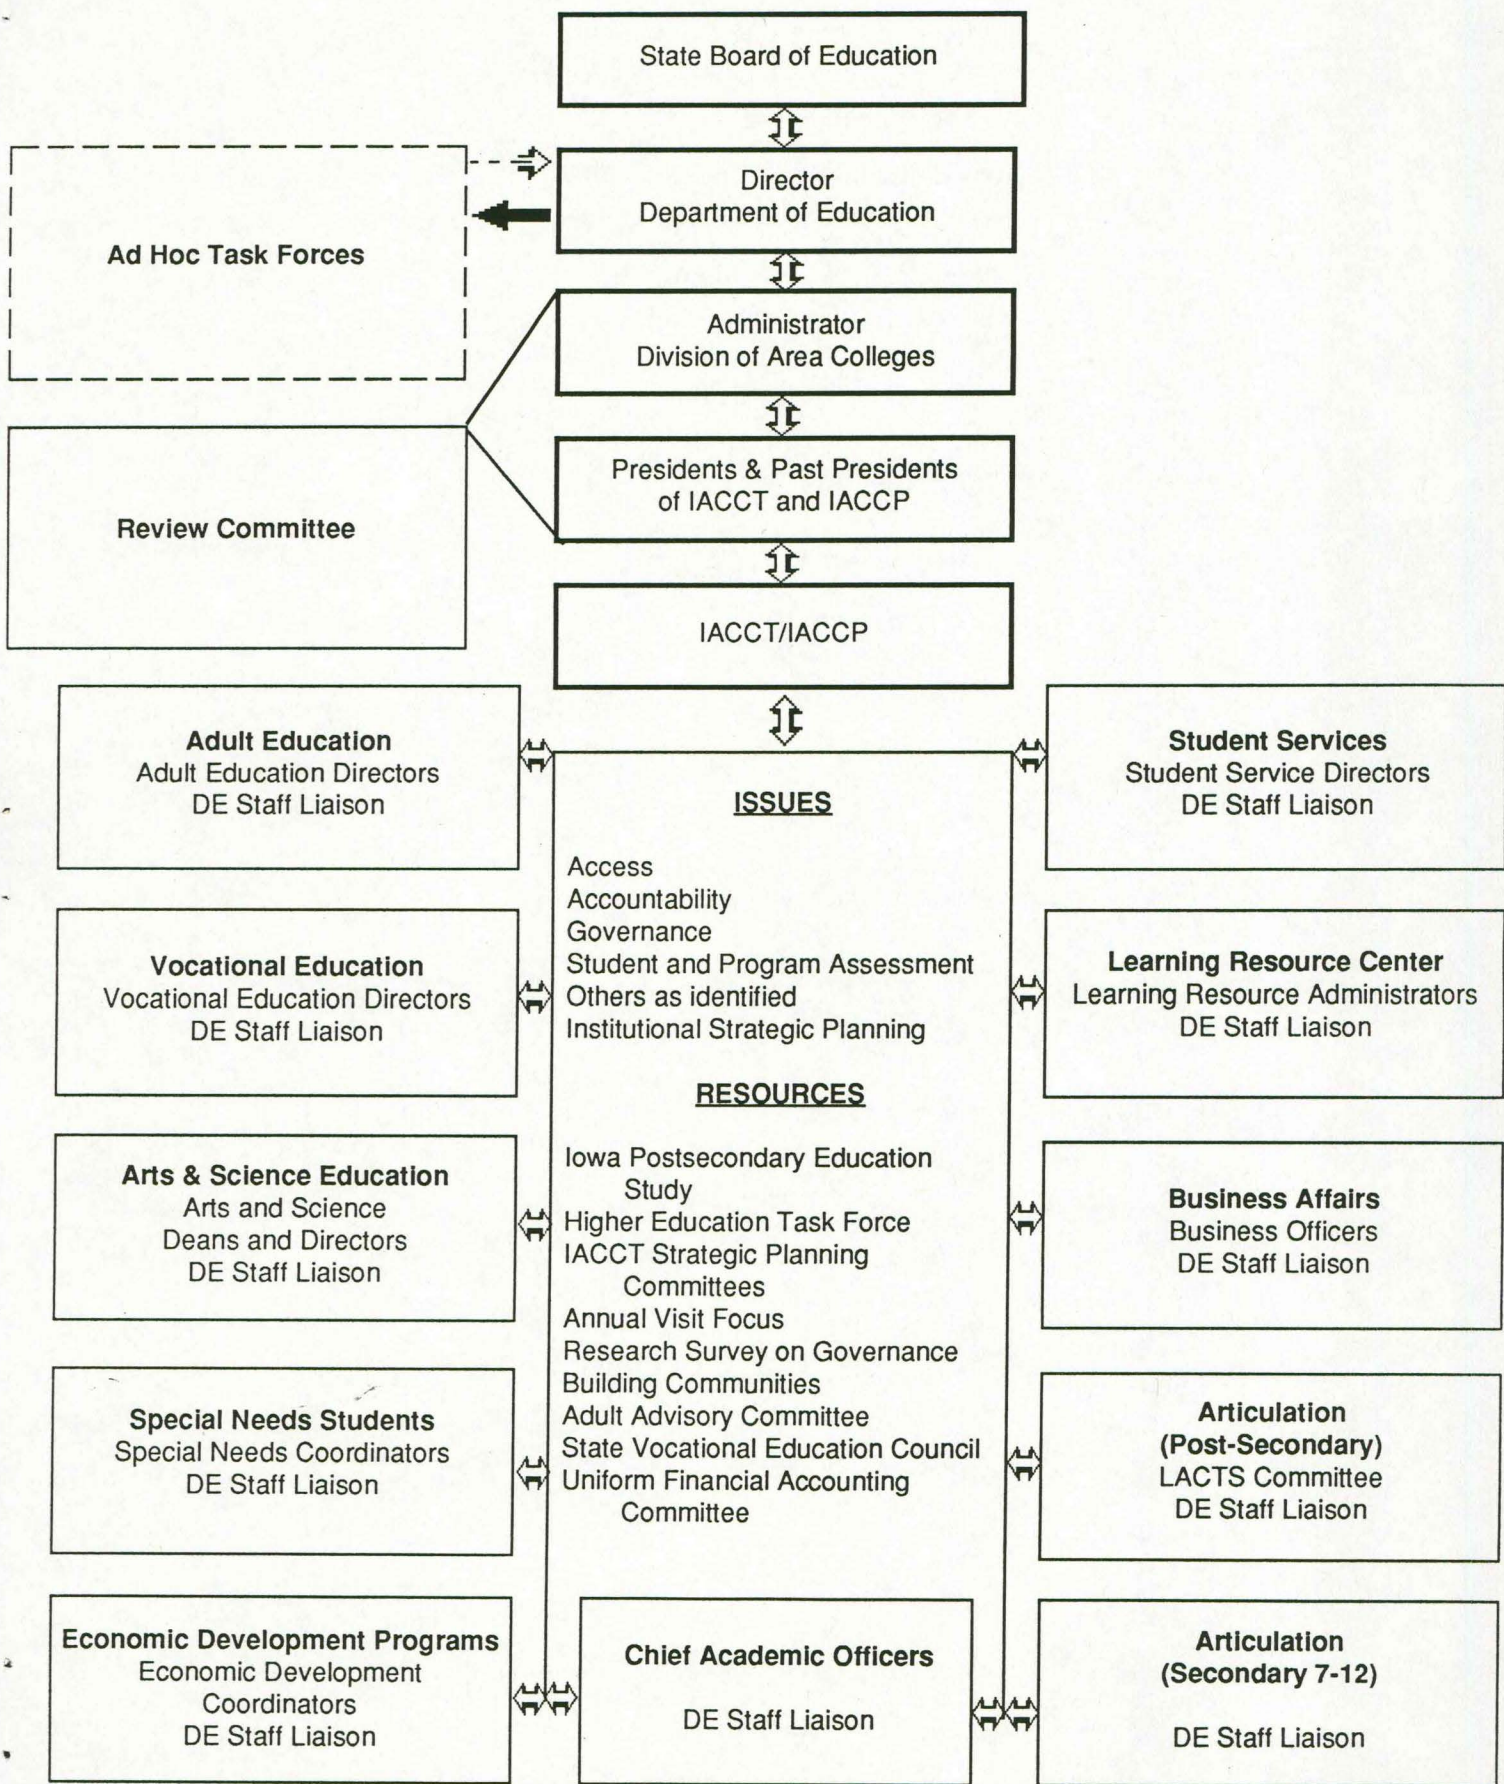 State Board of Education
Director
Department of Education
Ad Hoc Task Forces
Administrator
Division of Area Colleges
Presidents & Past Presidents
of IACCT and IACCP
Review Committee
IACCT/IACCP
Adult Education
Adult Education Directors
DE Staff Liaison
Vocational Education
Vocational Education Directors
DE Staff Liaison
Arts & Science Education
Arts and Science
Deans and Directors
DE Staff Liaison
Special Needs Students
Special Needs Coordinators
DE Staff Liaison
Economic Development Programs
Economic Development
Coordinators
DE Staff Liaison
ISSUES
Access
Accountability
Governance
Student and Program Assessment
Others as identified
Institutional Strategic Planning
RESOURCES
Iowa Postsecondary Education
Study
Higher Education Task Force
IACCT Strategic Planning
Committees
Annual Visit Focus
Research Survey on Governance
Building Communities
Adult Advisory Committee
State Vocational Education Council
Uniform Financial Accounting
Committee
Chief Academic Officers
DE Staff Liaison
Student Services
Student Service Directors
DE Staff Liaison
Learning Resource Center
Learning Resource Administrators
DE Staff Liaison
Business Affairs
Business Officers
DE Staff Liaison
Articulation
(Post-Secondary)
LACTS Committee
DE Staff Liaison
Articulation
(Secondary 7-12)
DE Staff Liaison